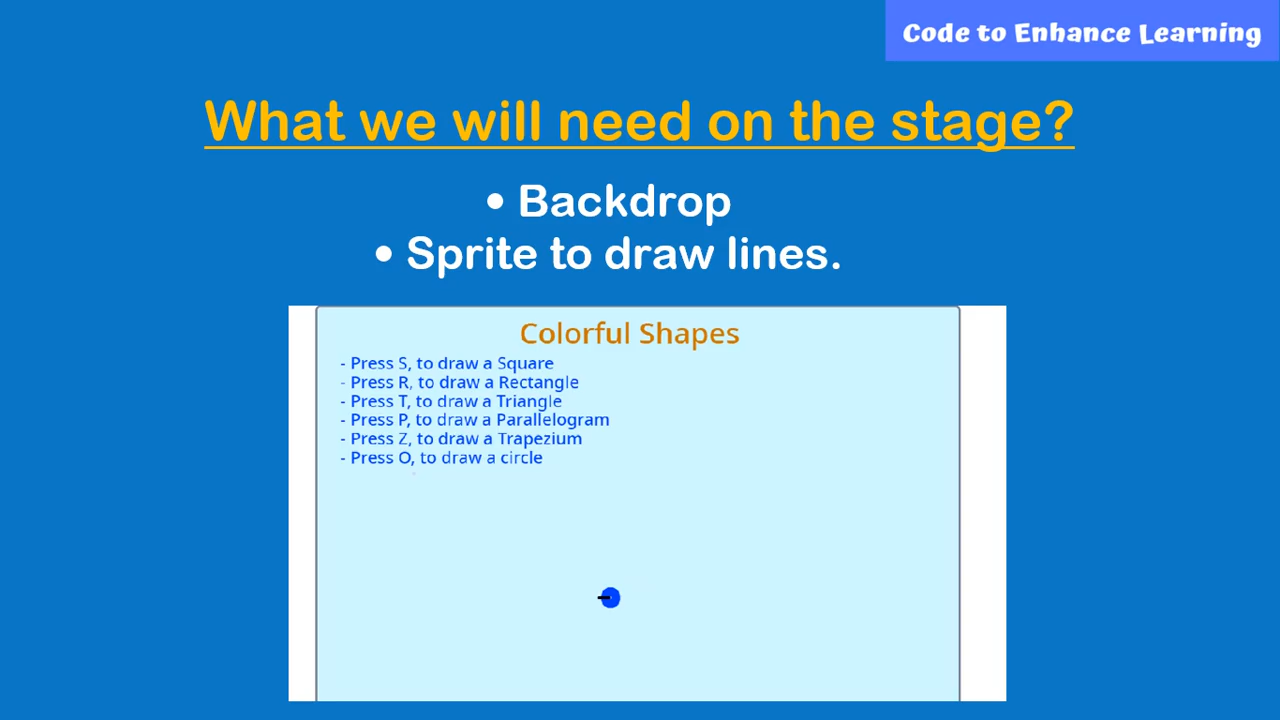 Code to Enhance Learning
What we will need on the stage?
• Backdrop
• Sprite to draw lines.
Colorful Shapes
- Press S, to draw a Square
- Press R, to draw a Rectangle
- Press T, to draw a Triangle
- Press P, to draw a Parallelogram
- Press Z, to draw a Trapezium
- Press O, to draw a circle